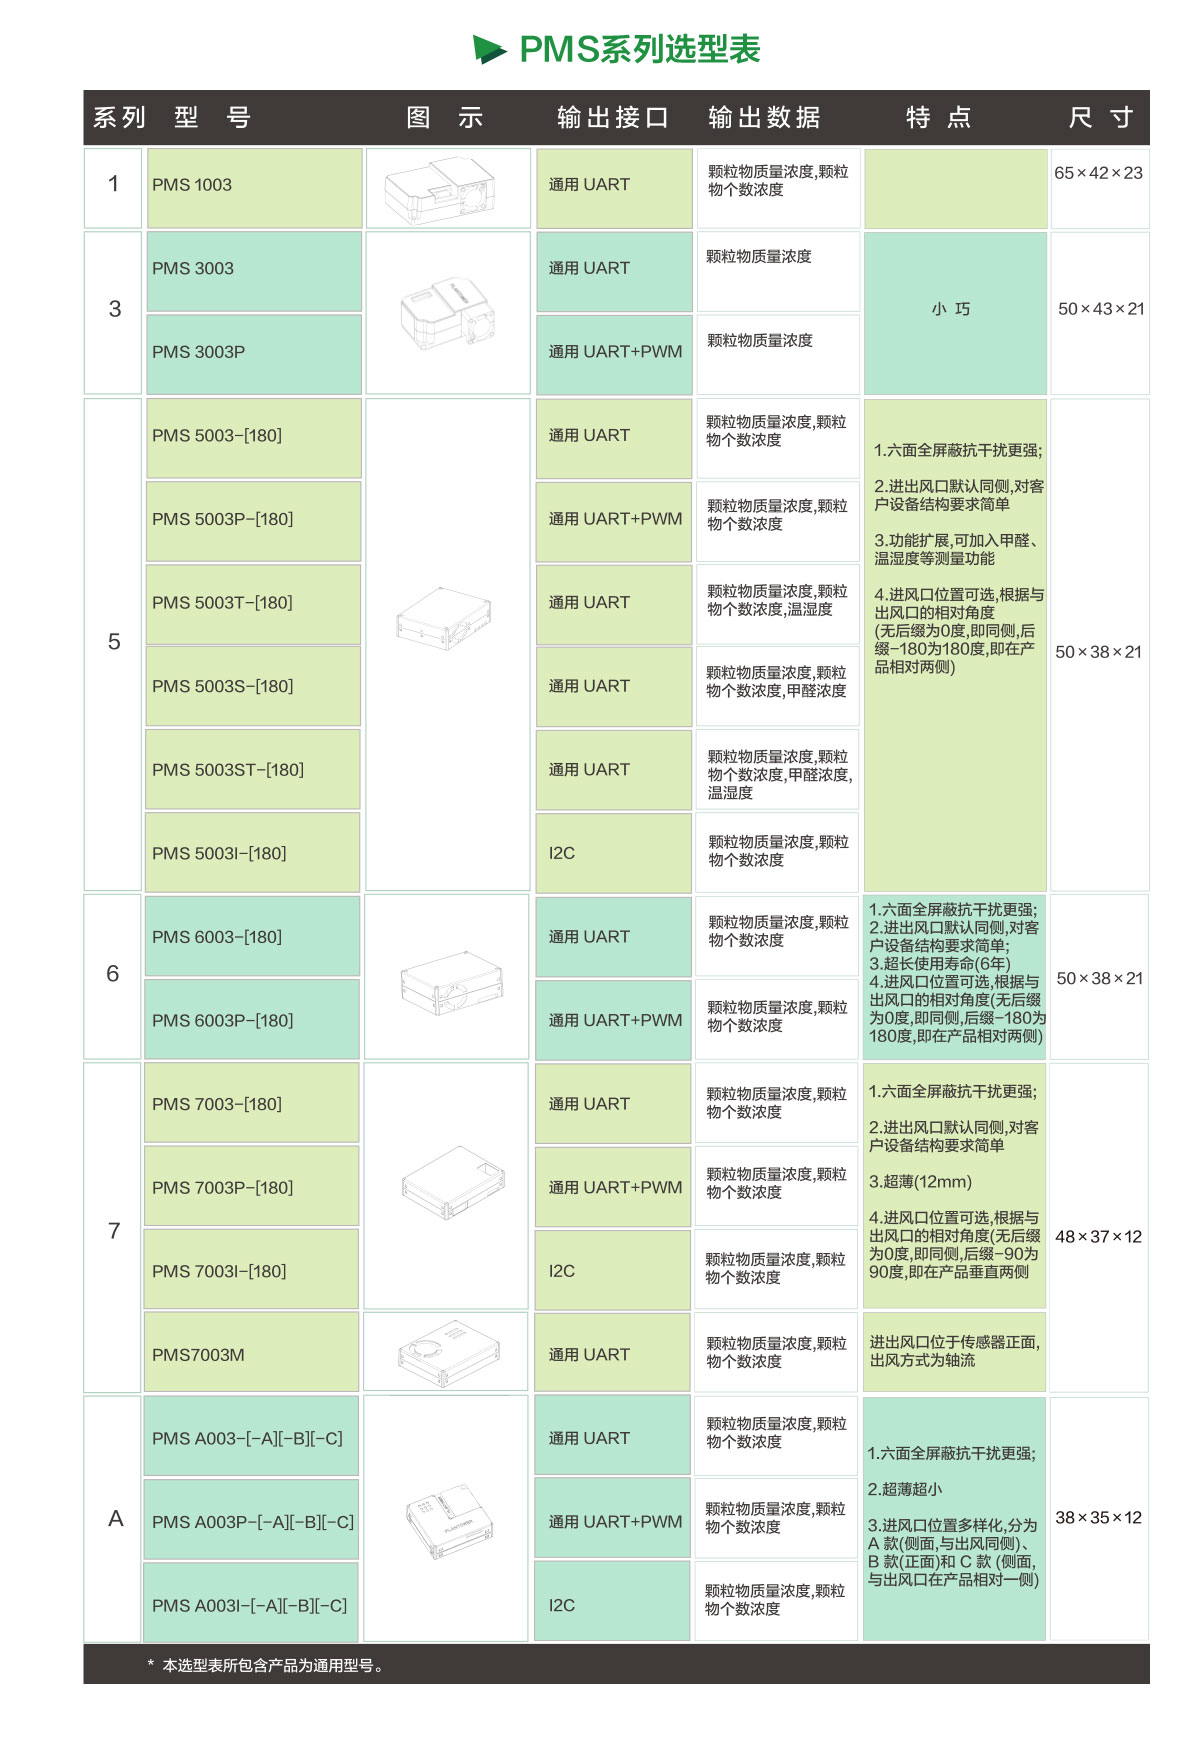 PMS系列选型表
系列 型 号 图 示 输出接口 输出数据 特 点 尺 寸
1
PMS 1003
通用 UART
颗粒物质量浓度,颗粒
物个数浓度
65×42×23
3
PMS 3003
通用 UART
颗粒物质量浓度
PMS 3003P
通用 UART+PWM
颗粒物质量浓度
小 巧
50×43×21
PLANTOWER
5
PMS 5003-[180]
通用 UART
颗粒物质量浓度,颗粒
物个数浓度
PMS 5003P-[180]
通用 UART+PWM
颗粒物质量浓度,颗粒
物个数浓度
PMS 5003T-[180]
通用 UART
颗粒物质量浓度,颗粒
物个数浓度,温湿度
PMS 5003S-[180]
通用 UART
颗粒物质量浓度,颗粒
物个数浓度,甲醛浓度
PMS 5003ST-[180]
通用 UART
颗粒物质量浓度,颗粒
物个数浓度,甲醛浓度,
温湿度
PMS 5003I-[180]
I2C
颗粒物质量浓度,颗粒
物个数浓度
1.六面全屏蔽抗干扰更强;
2.进出风口默认同侧,对客
户设备结构要求简单
3.功能扩展,可加入甲醛、
温湿度等测量功能
4.进风口位置可选,根据与
出风口的相对角度
(无后缀为0度,即同侧,后
缀-180为180度,即在产
品相对两侧)
50×38×21
6
PMS 6003-[180]
通用 UART
颗粒物质量浓度,颗粒
物个数浓度
PMS 6003P-[180]
通用 UART+PWM
颗粒物质量浓度,颗粒
物个数浓度
1.六面全屏蔽抗干扰更强;
2.进出风口默认同侧,对客
户设备结构要求简单;
3.超长使用寿命(6年)
4.进风口位置可选,根据与
出风口的相对角度(无后缀
为0度,即同侧,后缀-180为
180度,即在产品相对两侧)
50×38×21
7
PMS 7003-[180]
通用 UART
颗粒物质量浓度,颗粒
物个数浓度
PMS 7003P-[180]
通用 UART+PWM
颗粒物质量浓度,颗粒
物个数浓度
PMS 7003I-[180]
I2C
颗粒物质量浓度,颗粒
物个数浓度
1.六面全屏蔽抗干扰更强;
2.进出风口默认同侧,对客
户设备结构要求简单
3.超薄(12mm)
4.进风口位置可选,根据与
出风口的相对角度(无后缀
为0度,即同侧,后缀-90为
90度,即在产品垂直两侧
48×37×12
PMS7003M
通用 UART
颗粒物质量浓度,颗粒
物个数浓度
进出风口位于传感器正面,
出风方式为轴流
A
PMS A003-[-A][-B][-C]
通用 UART
颗粒物质量浓度,颗粒
物个数浓度
PMS A003P-[-A][-B][-C]
通用 UART+PWM
颗粒物质量浓度,颗粒
物个数浓度
PMS A003I-[-A][-B][-C]
I2C
颗粒物质量浓度,颗粒
物个数浓度
PLANTOWER
1.六面全屏蔽抗干扰更强;
2.超薄超小
3.进风口位置多样化,分为
A 款(侧面,与出风同侧)、
B 款(正面)和 C 款 (侧面,
与出风口在产品相对一侧)
38×35×12
* 本选型表所包含产品为通用型号。